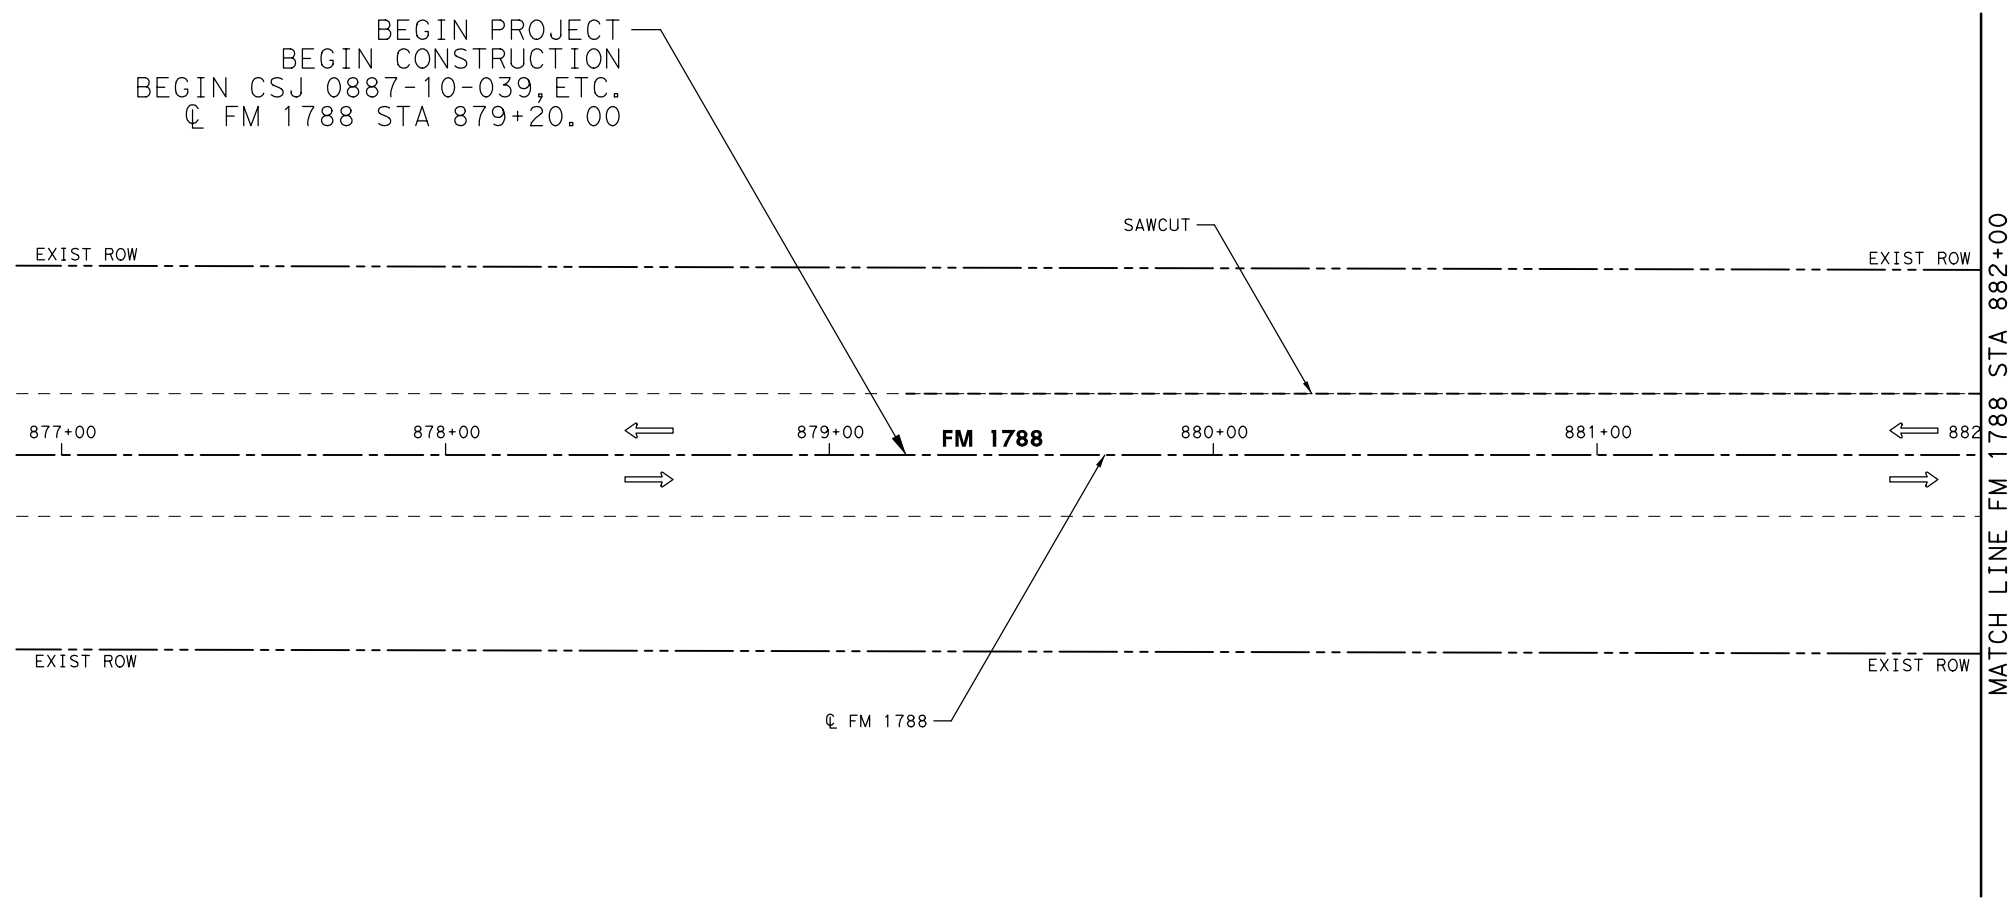 BEGIN PROJECT
BEGIN CONSTRUCTION
BEGIN CSJ 0887-10-039, ETC.
℄ FM 1788 STA 879+20.00
SAWCUT
EXIST ROW
EXIST ROW
877+00
878+00
879+00
FM 1788
880+00
881+00
882
EXIST ROW
EXIST ROW
℄ FM 1788
MATCH LINE FM 1788 STA 882+00